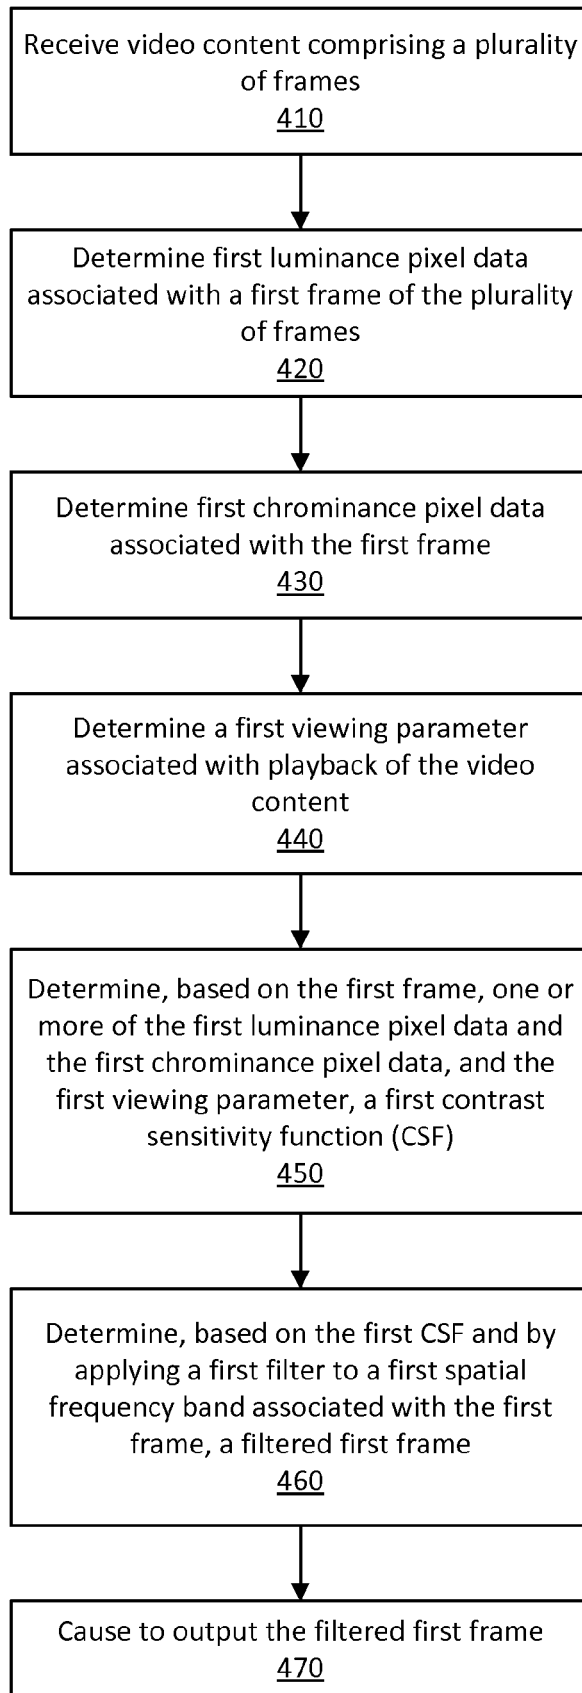 Receive video content comprising a plurality
of frames
410
Determine first luminance pixel data
associated with a first frame of the plurality
of frames
420
Determine first chrominance pixel data
associated with the first frame
430
Determine a first viewing parameter
associated with playback of the video
content
440
Determine, based on the first frame, one or
more of the first luminance pixel data and
the first chrominance pixel data, and the
first viewing parameter, a first contrast
sensitivity function (CSF)
450
Determine, based on the first CSF and by
applying a first filter to a first spatial
frequency band associated with the first
frame, a filtered first frame
460
Cause to output the filtered first frame
470